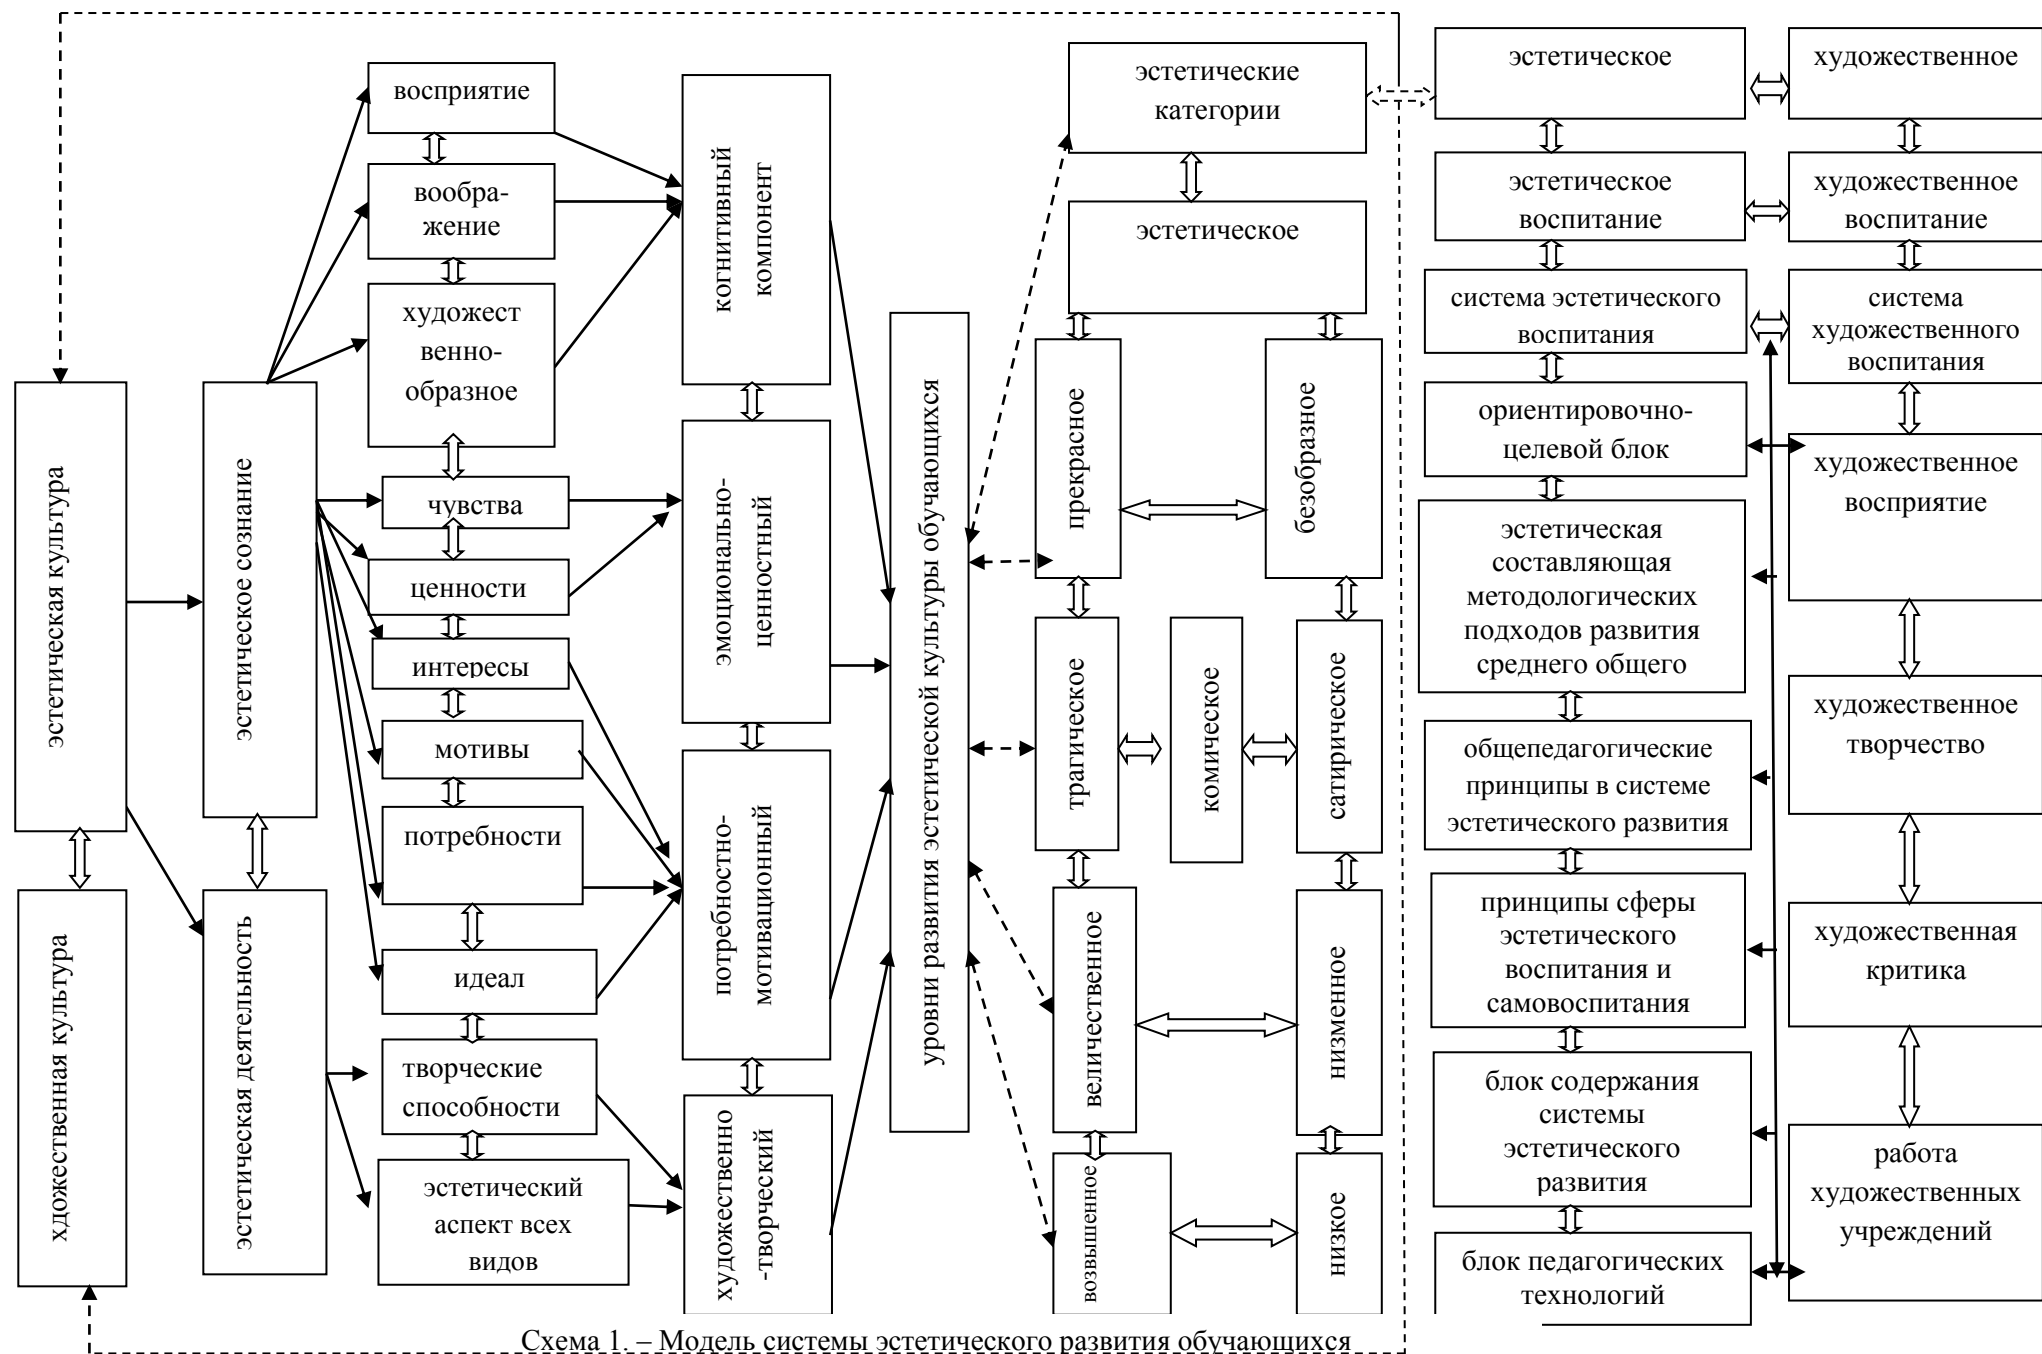 эстетическая культура
хдожественная культура
эстетическое сознание
эстетическая деятельность
восприятие
вообра-
жение
художест
венно-
образное
чувства
ценности
интересы
мотивы
потребности
идеал
творческие
способности
эстетический
аспект всех
видов
когнитивный
компонент
эмоционально-
ценностный
потребностно-
мотивационный
художественно
-творческий
уровни развития эстетической культуры обучающихся
эстетические
категории
эстетическое
прекрасное
безобразное
трагическое
комическое
сатирическое
величественное
низменное
возвышенное
низкое
эстетическое
эстетическое
воспитание
система эстетического
воспитания
ориентировочно-
целевой блок
эстетическая
составляющая
методологических
подходов развития
среднего общего
общепедагогические
принципы в системе
эстетического развития
принципы сферы
эстетического
воспитания и
самовоспитания
блок содержания
системы
эстетического
развития
блок педагогических
технологий
художественное
художественное
воспитание
система
художественного
воспитания
художественное
восприятие
художественное
творчество
художественная
критика
работа
художественных
учреждений
Схема 1. – Модель системы эстетического развития обучающихся